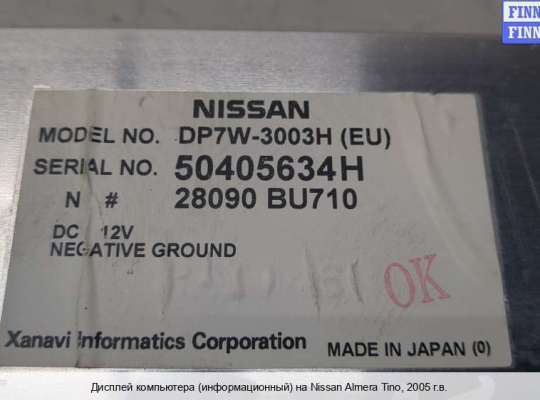 FINN
FINN
NISSAN
MODEL NO. DP7W-3003H (EU)
SERIAL NO. 50405634H
N # 28090 BU710
DC 12V
NEGATIVE GROUND
OK
Xanavi Informatics Corporation
MADE IN JAPAN (0)
Дисплей компьютера (информационный) на Nissan Almera Tino, 2005 г.в.